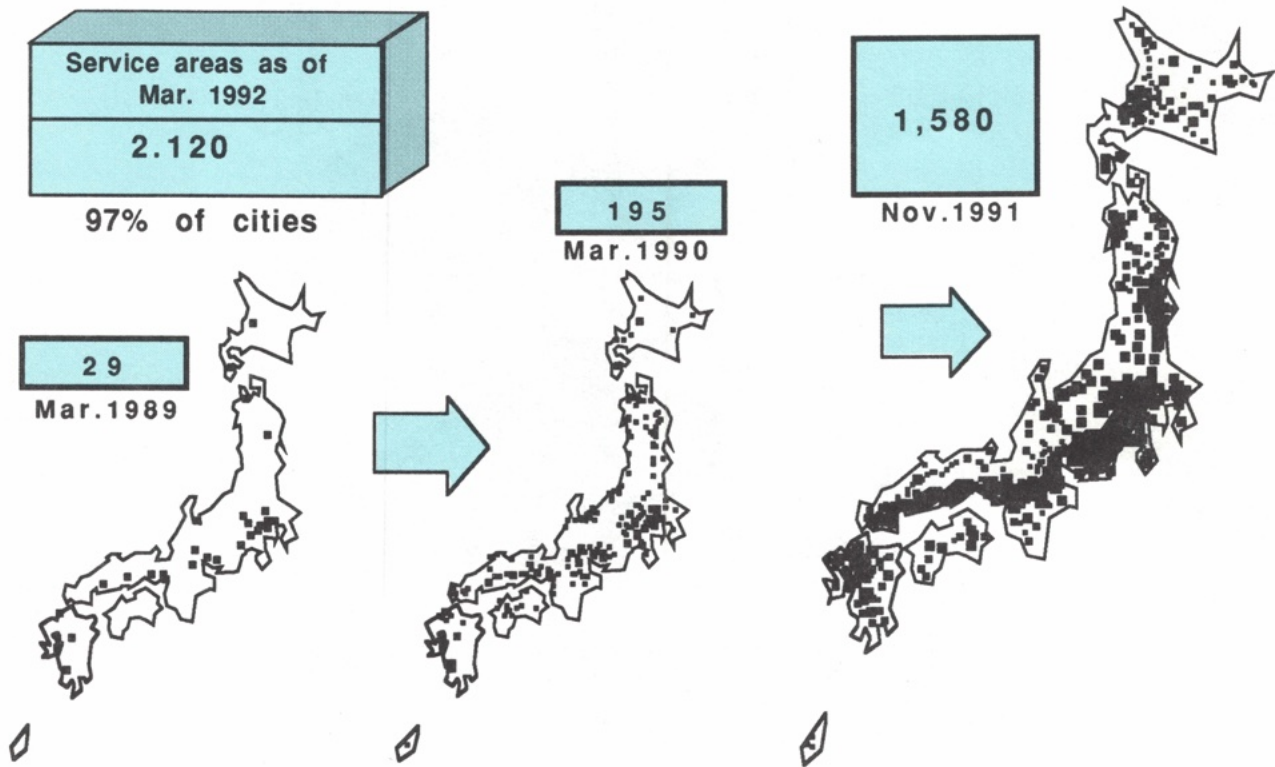 Service areas as of
Mar. 1992
2.120
97% of cities
29
Mar.1989
195
Mar.1990
1,580
Nov.1991